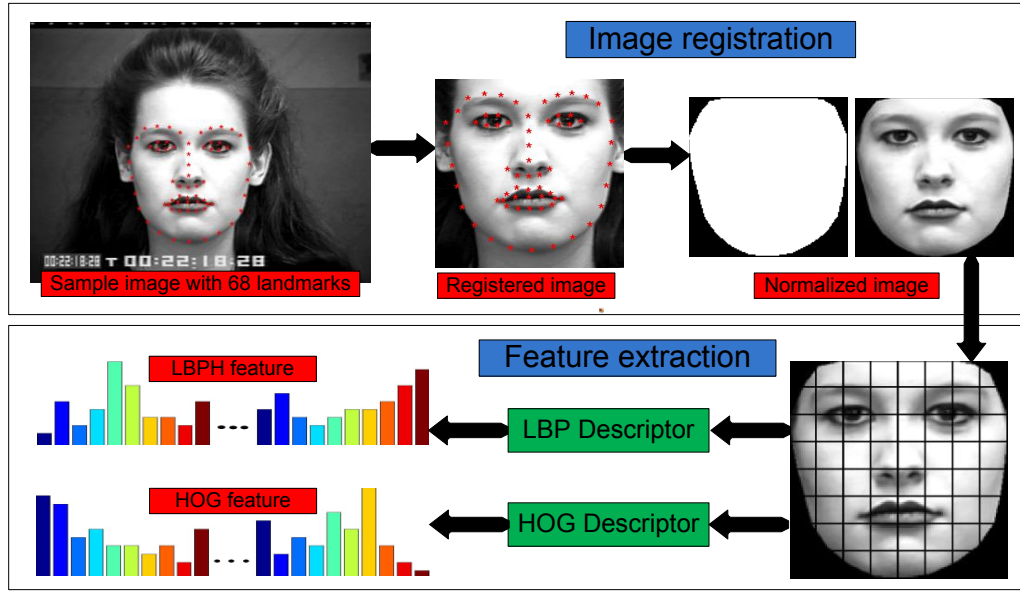 Image registration
00:22:18:28 T 00:22:18:28
Sample image with 68 landmarks
Registered image
Normalized image
Feature extraction
LBPH feature
LBP Descriptor
HOG feature
HOG Descriptor